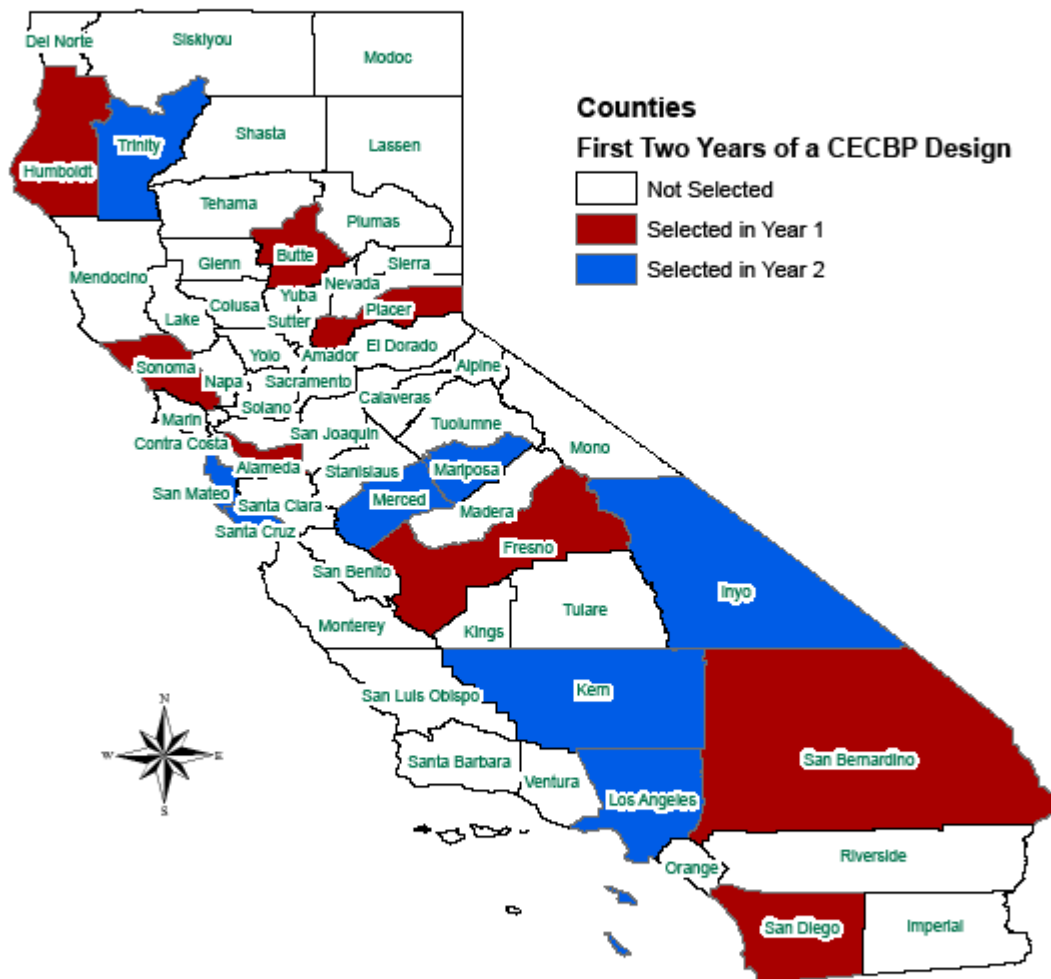 Del Norte
Siskiyou
Modoc
Counties
First Two Years of a CECBP Design
Not Selected
Selected in Year 1
Selected in Year 2
Shasta
Trinity
Lassen
Humboldt
Tehama
Plumas
Butte
Glenn
Sierra
Mendocino
Nevada
Yuba
Colusa
Placer
Lake
Sutter
El Dorado
Yolo
Amador
Sonoma
Alpine
Napa
Sacramento
Calaveras
Solano
Marin
Tuolumne
San Joaquin
Contra Costa
Mono
Alameda
Stanislaus
Mariposa
San Mateo
Merced
Santa Clara
Madera
Santa Cruz
Fresno
San Benito
Inyo
Tulare
Monterey
Kings
Kern
San Luis Obispo
N
W
E
S
Santa Barbara
San Bernardino
Ventura
Los Angeles
Riverside
Orange
San Diego
Imperial